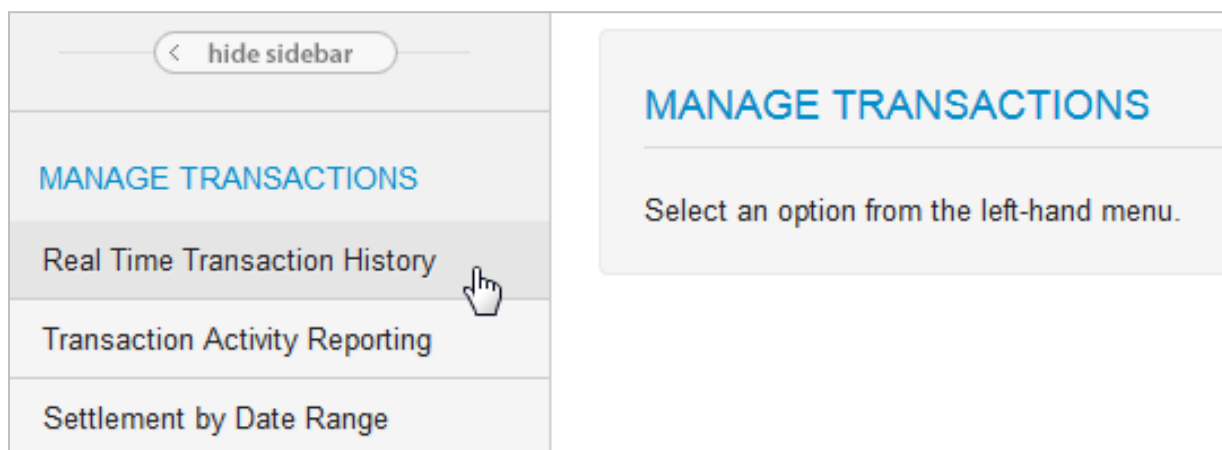 hide sidebar
MANAGE TRANSACTIONS
Real Time Transaction History
Transaction Activity Reporting
Settlement by Date Range
MANAGE TRANSACTIONS
Select an option from the left-hand menu.